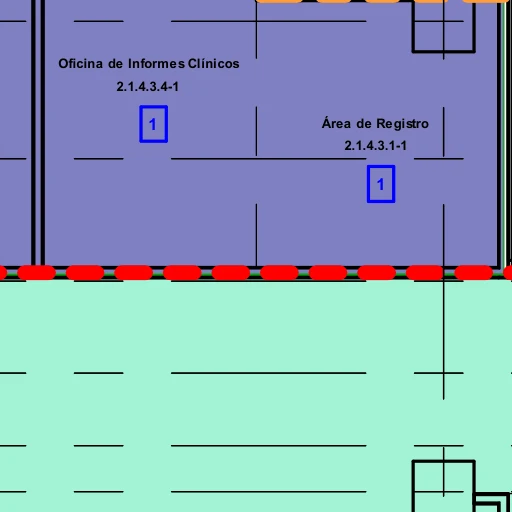 Oficina de Informes Clínicos
2.1.4.3.4-1
1
Área de Registro
2.1.4.3.1-1
1